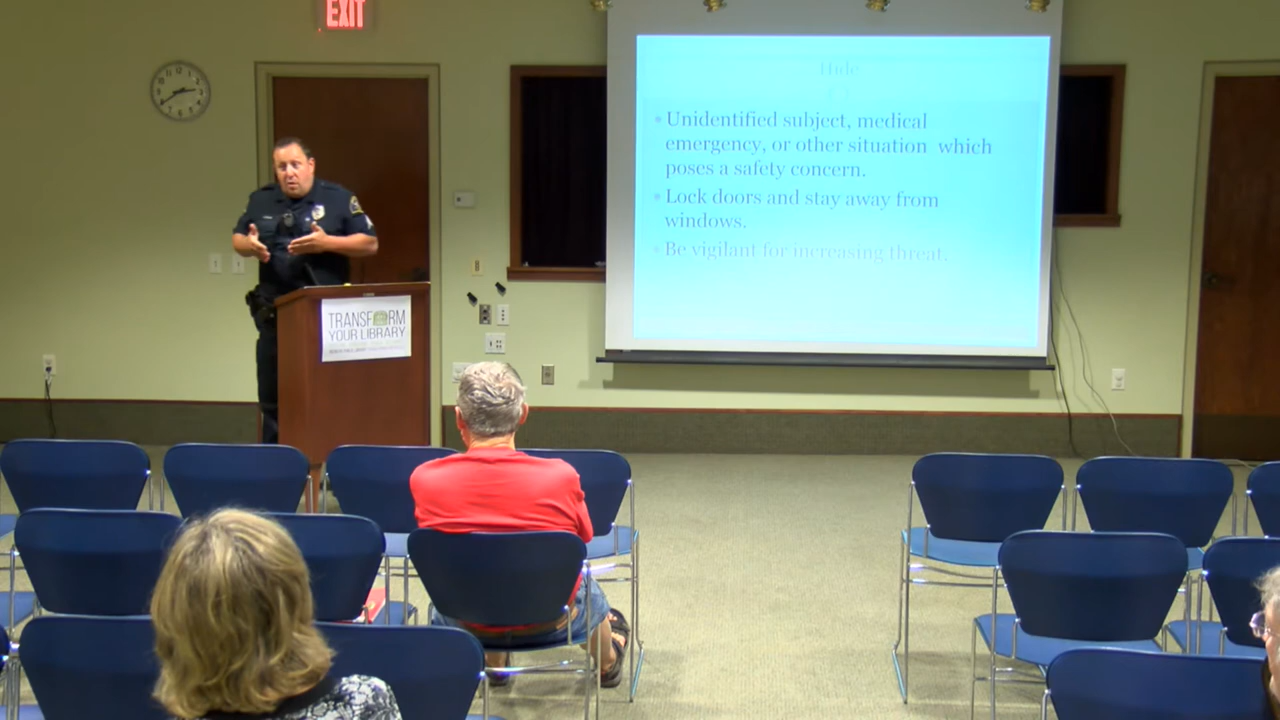 EXIT
Hide
Unidentified subject, medical
emergency, or other situation which
poses a safety concern.
Lock doors and stay away from
windows.
Be vigilant for increasing threat.
TRANSFORM
YOUR LIBRARY